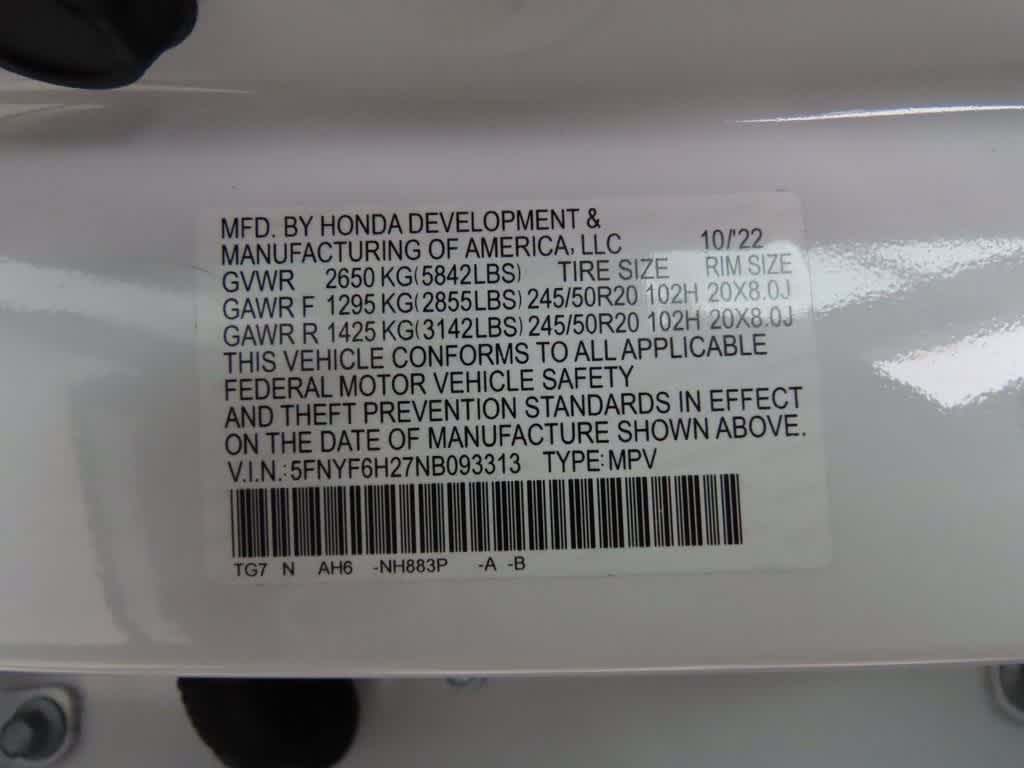 MFD. BY HONDA DEVELOPMENT &
MANUFACTURING OF AMERICA, LLC 10/'22
GVWR 2650 KG(5842LBS) TIRE SIZE RIM SIZE
GAWR F 1295 KG(2855LBS) 245/50R20 102H 20X8.0J
GAWR R 1425 KG(3142LBS) 245/50R20 102H 20X8.0J
THIS VEHICLE CONFORMS TO ALL APPLICABLE
FEDERAL MOTOR VEHICLE SAFETY
AND THEFT PREVENTION STANDARDS IN EFFECT
ON THE DATE OF MANUFACTURE SHOWN ABOVE.
V.I.N.: 5FNYF6H27NB093313 TYPE: MPV
TG7 N AH6 -NH883P -A -B